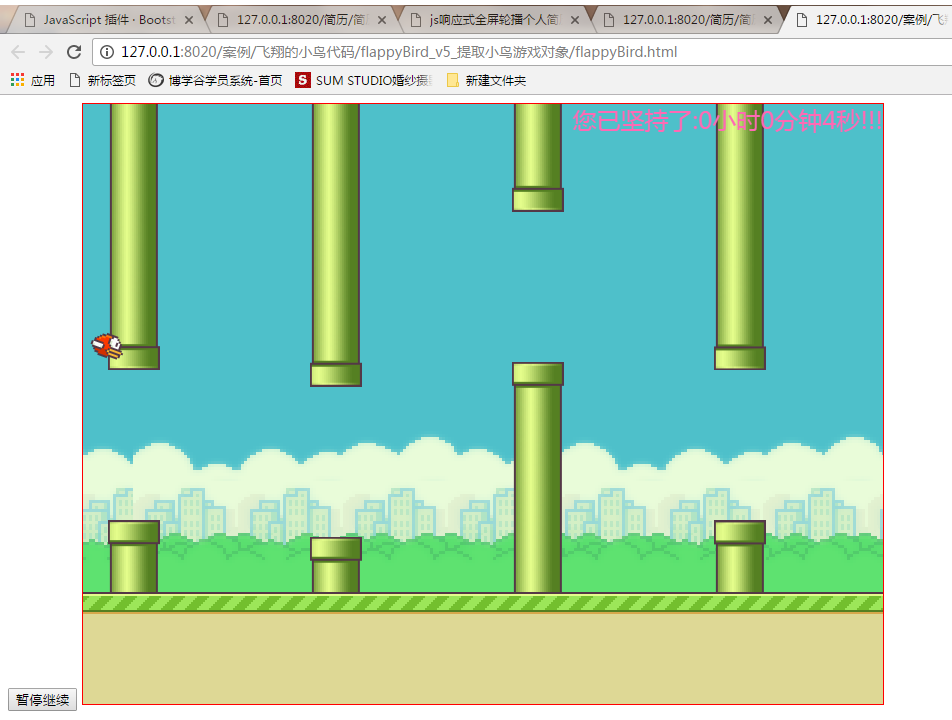 JavaScript 插件 · Bootst
127.0.0.1:8020/简历/简
js响应式全屏轮播个人简
127.0.0.1:8020/简历/简
127.0.0.1:8020/案例/飞
127.0.0.1:8020/案例/飞翔的小鸟代码/flappyBird_v5_提取小鸟游戏对象/flappyBird.html
应用 新标签页 博学谷学员系统-首页 S SUM STUDIO婚纱摄 新建文件夹
您已坚持了:0小时0分钟4秒!!!
暂停继续